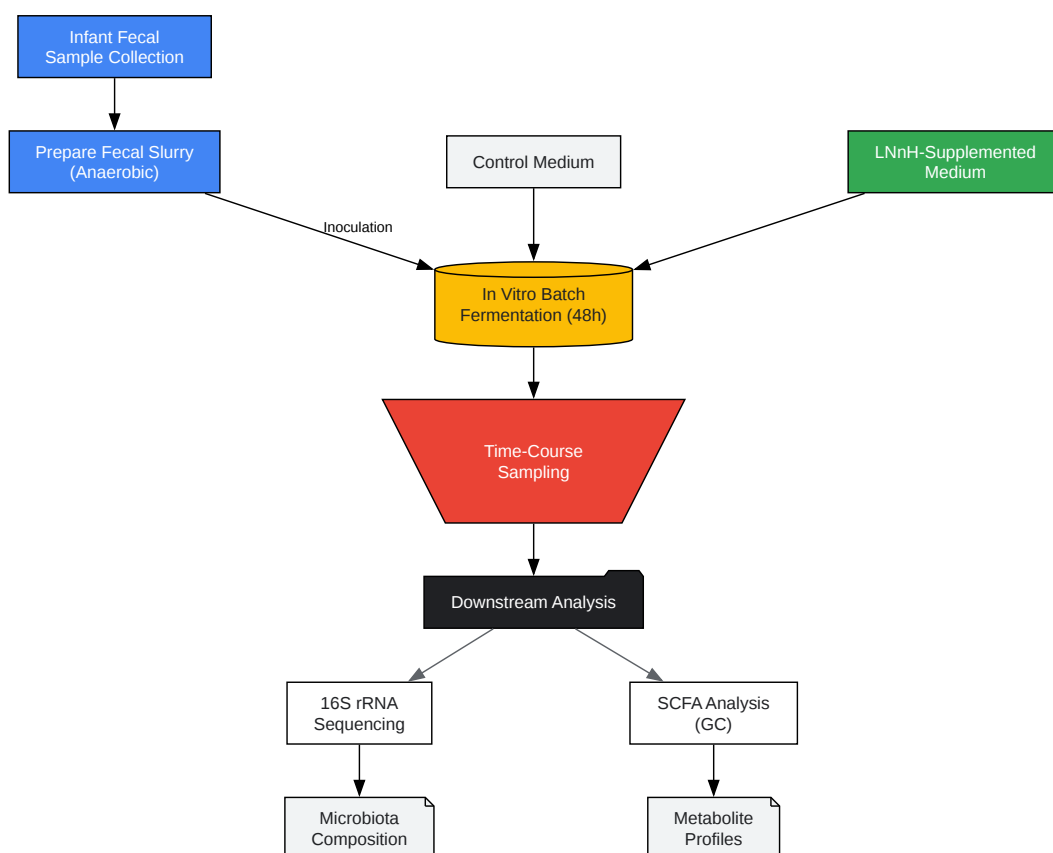 Infant Fecal
Sample Collection
Prepare Fecal Slurry
(Anaerobic)
Control Medium
LNnH-Supplemented
Medium
Inoculation
In Vitro Batch
Fermentation (48h)
Time-Course
Sampling
Downstream Analysis
16S rRNA
Sequencing
SCFA Analysis
(GC)
Microbiota
Composition
Metabolite
Profiles